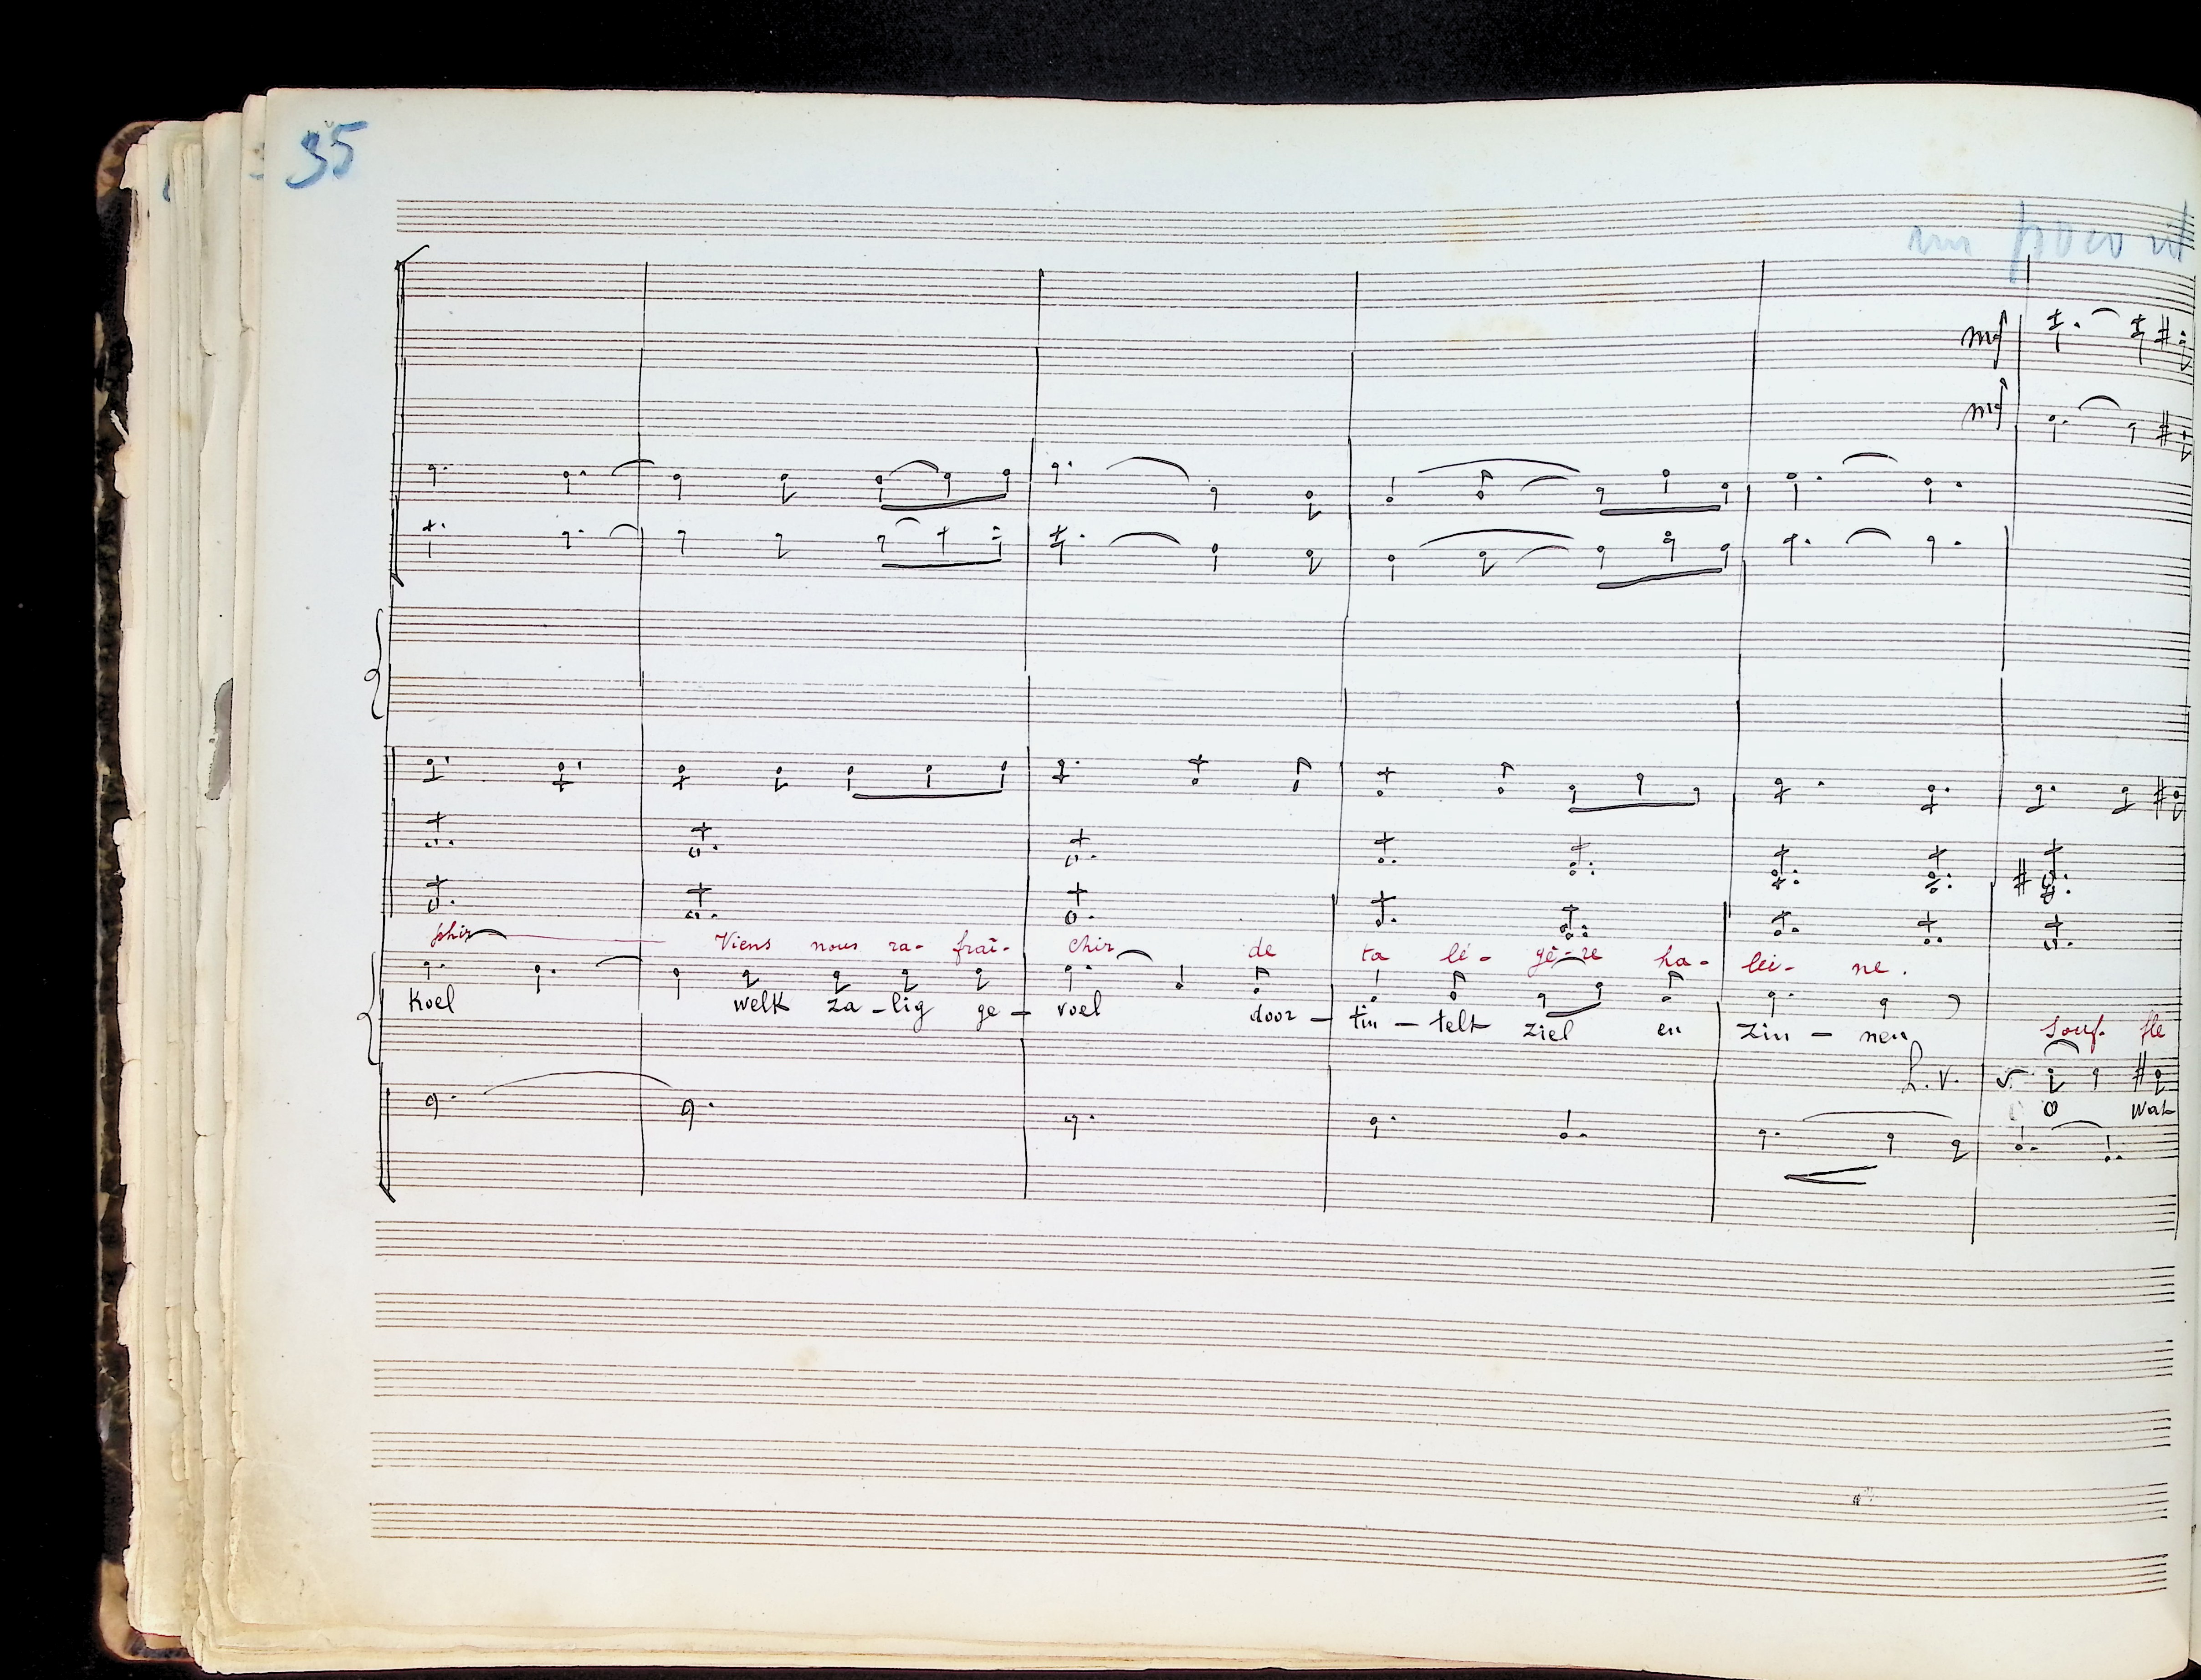 35
un poco rit
mf
mf
phir Viens nous ra- fraî- chir de ta lé- gè-re ha- lei- ne.
koel welk za-lig ge- voel door- tin-telt ziel en zin-nen
Souf- fle
h.v.
o wat